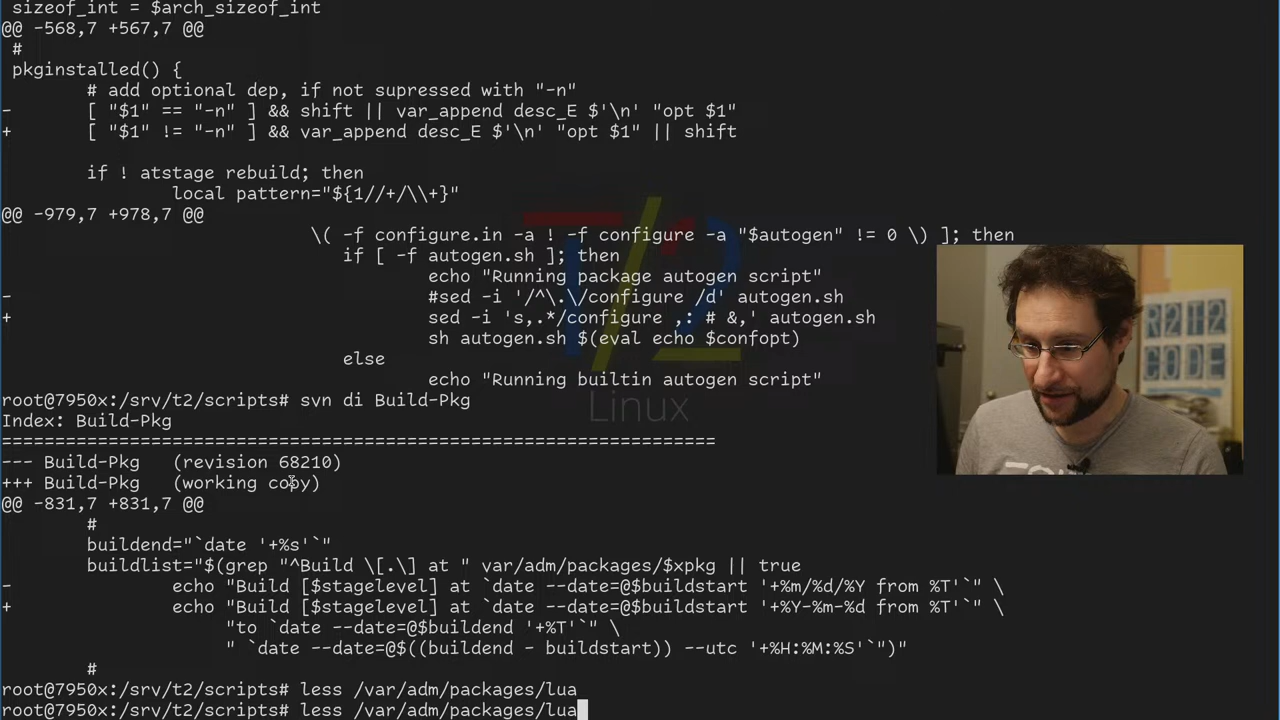 sizeof_int = $arch_sizeof_int
@@ -568,7 +567,7 @@
 #
 pkginstalled() {
        # add optional dep, if not supressed with "-n"
-       [ "$1" == "-n" ] && shift || var_append desc_E $'\n' "opt $1"
+       [ "$1" != "-n" ] && var_append desc_E $'\n' "opt $1" || shift
        if ! atstage rebuild; then
                local pattern="${1//+/\\+}"
@@ -979,7 +978,7 @@
                             \( -f configure.in -a ! -f configure -a "$autogen" != 0 \) ]; then
                                if [ -f autogen.sh ]; then
                                        echo "Running package autogen script"
-                                       #sed -i '/^\.\/configure /d' autogen.sh
+                                       sed -i 's,.*/configure ,: # &,' autogen.sh
                                        sh autogen.sh $(eval echo $confopt)
                                else
                                        echo "Running builtin autogen script"
root@7950x:/srv/t2/scripts# svn di Build-Pkg
Index: Build-Pkg
===================================================================
--- Build-Pkg   (revision 68210)
+++ Build-Pkg   (working copy)
@@ -831,7 +831,7 @@
        #
        buildend="`date '+%s'`"
        buildlist="$(grep "^Build \[.\] at " var/adm/packages/$xpkg || true
-               echo "Build [$stagelevel] at `date --date=@$buildstart '+%m/%d/%Y from %T'`" \
+               echo "Build [$stagelevel] at `date --date=@$buildstart '+%Y-%m-%d from %T'`" \
                     "to `date --date=@$buildend '+%T'`" \
                     " `date --date=@$((buildend - buildstart)) --utc '+%H:%M:%S'`")"
        #
root@7950x:/srv/t2/scripts# less /var/adm/packages/lua
root@7950x:/srv/t2/scripts# less /var/adm/packages/lua
T/2
Linux
R2H2
CODE